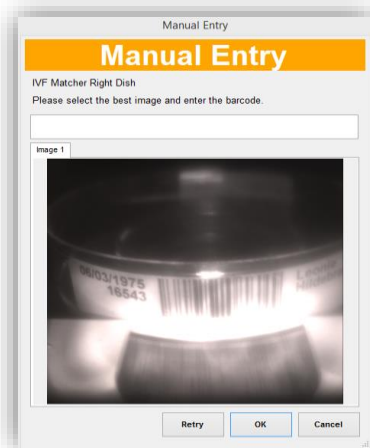 Manual Entry
Manual Entry
IVF Matcher Right Dish
Please select the best image and enter the barcode.
Image 1
06/03/1975
16543
Leonie
Retry
OK
Cancel